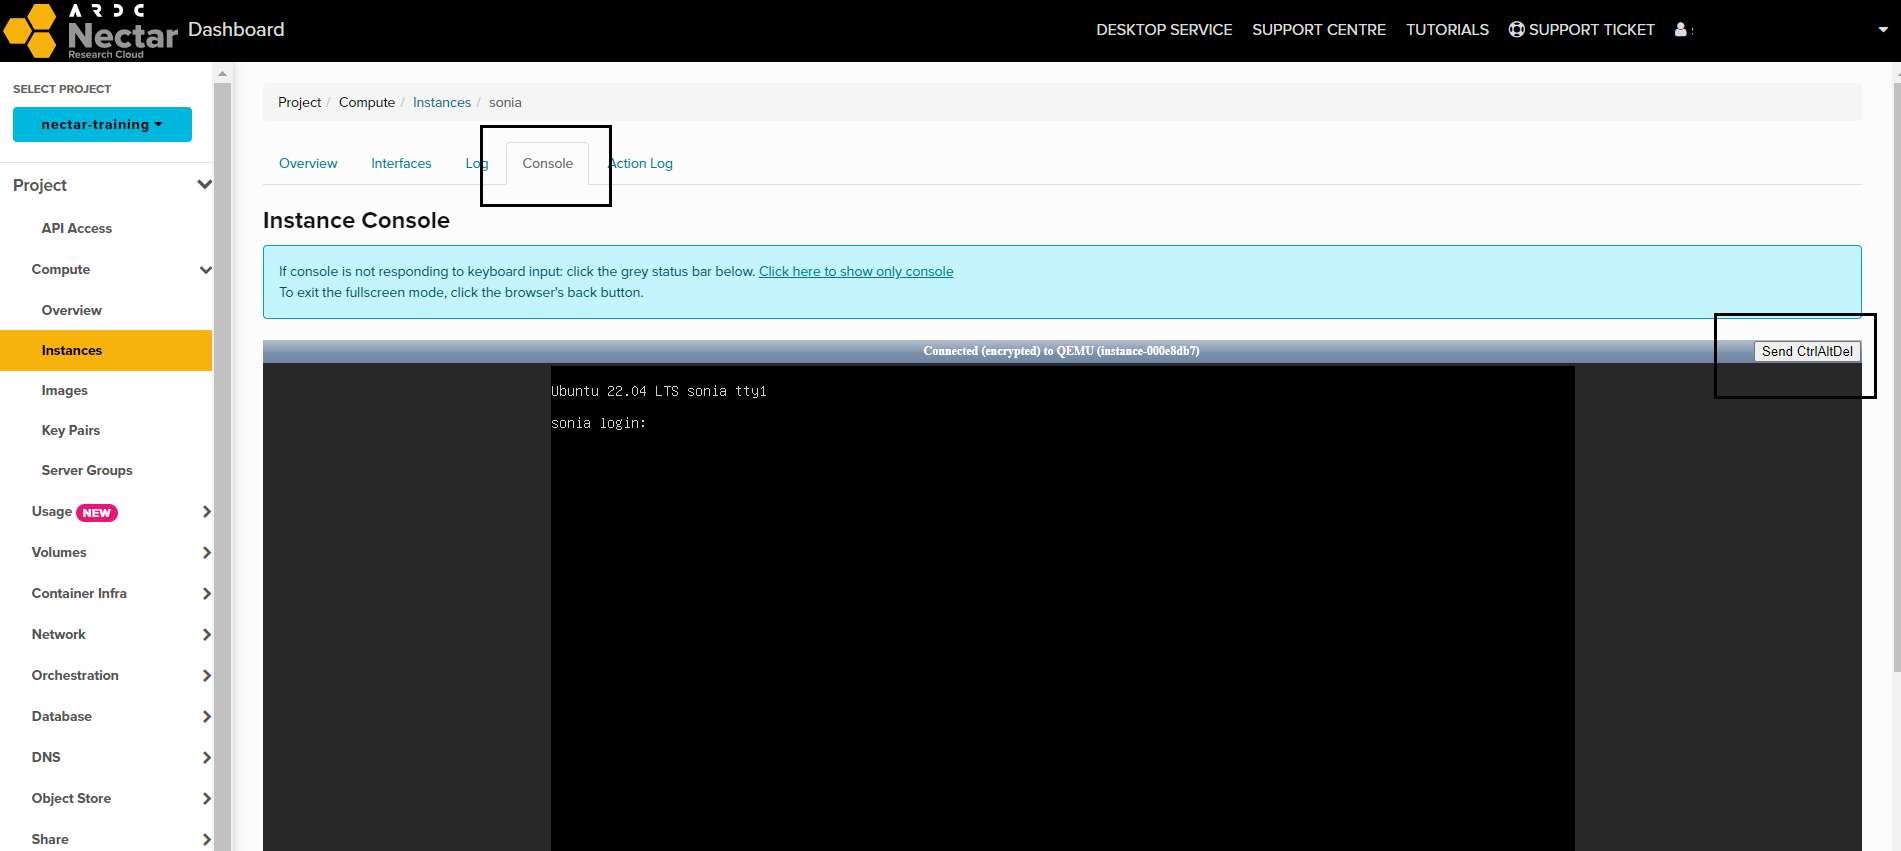 ARDC
Nectar
Research Cloud
Dashboard
DESKTOP SERVICE SUPPORT CENTRE TUTORIALS SUPPORT TICKET
SELECT PROJECT
nectar-training
Project
API Access
Compute
Overview
Instances
Images
Key Pairs
Server Groups
Usage NEW
Volumes
Container Infra
Network
Orchestration
Database
DNS
Object Store
Share
Project / Compute / Instances / sonia
Overview Interfaces Log Console Action Log
Instance Console
If console is not responding to keyboard input: click the grey status bar below. Click here to show only console
To exit the fullscreen mode, click the browser's back button.
Connected (encrypted) to QEMU (instance-000e8db7)
Send CtrlAltDel
Ubuntu 22.04 LTS sonia tty1
sonia login: